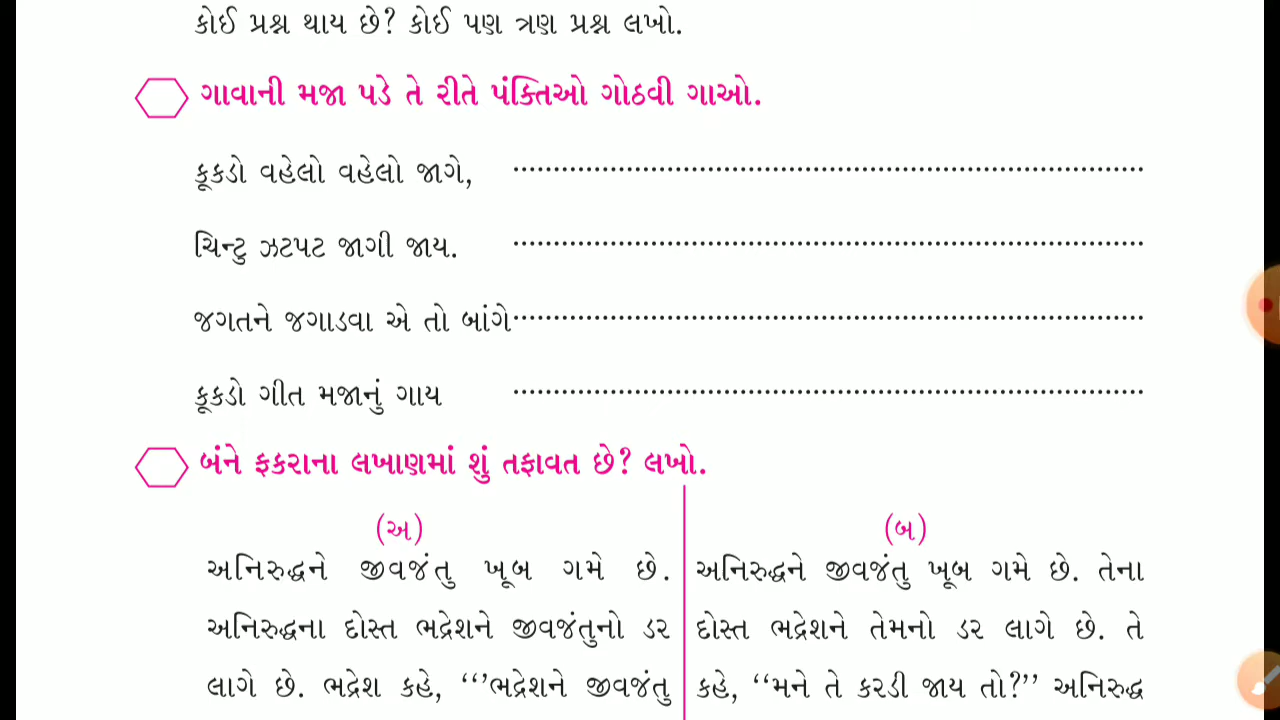 કોઈ પ્રશ્ન થાય છે? કોઈ પણ ત્રણ પ્રશ્ન લખો.
ગાવાની મજા પડે તે રીતે પંક્તિઓ ગોઠવી ગાઓ.
કૂકડો વહેલો વહેલો જાગે,
ચિન્ટુ ઝટપટ જાગી જાય.
જગતને જગાડવા એ તો બાંગે
કૂકડો ગીત મજાનું ગાય
બંને ફકરાના લખાણમાં શું તફાવત છે? લખો.
(અ)
અનિરુદ્ધને જીવજંતુ ખૂબ ગમે છે.
અનિરુદ્ધના દોસ્ત ભદ્રેશને જીવજંતુનો ડર
લાગે છે. ભદ્રેશ કહે, “‘ભદ્રેશને જીવજંતુ
(બ)
અનિરુદ્ધને જીવજંતુ ખૂબ ગમે છે. તેના
દોસ્ત ભદ્રેશને તેમનો ડર લાગે છે. તે
કહે, “મને તે કરડી જાય તો?” અનિરુદ્ધ